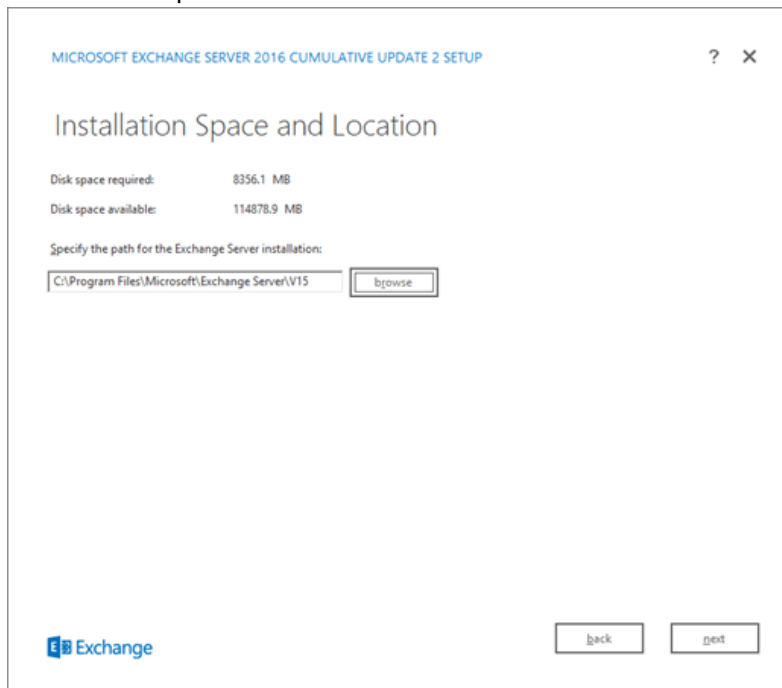 MICROSOFT EXCHANGE SERVER 2016 CUMULATIVE UPDATE 2 SETUP ? ✕
Installation Space and Location
Disk space required: 8356.1 MB
Disk space available: 114878.9 MB
Specify the path for the Exchange Server installation:
C:\Program Files\Microsoft\Exchange Server\V15 browse
Exchange back next